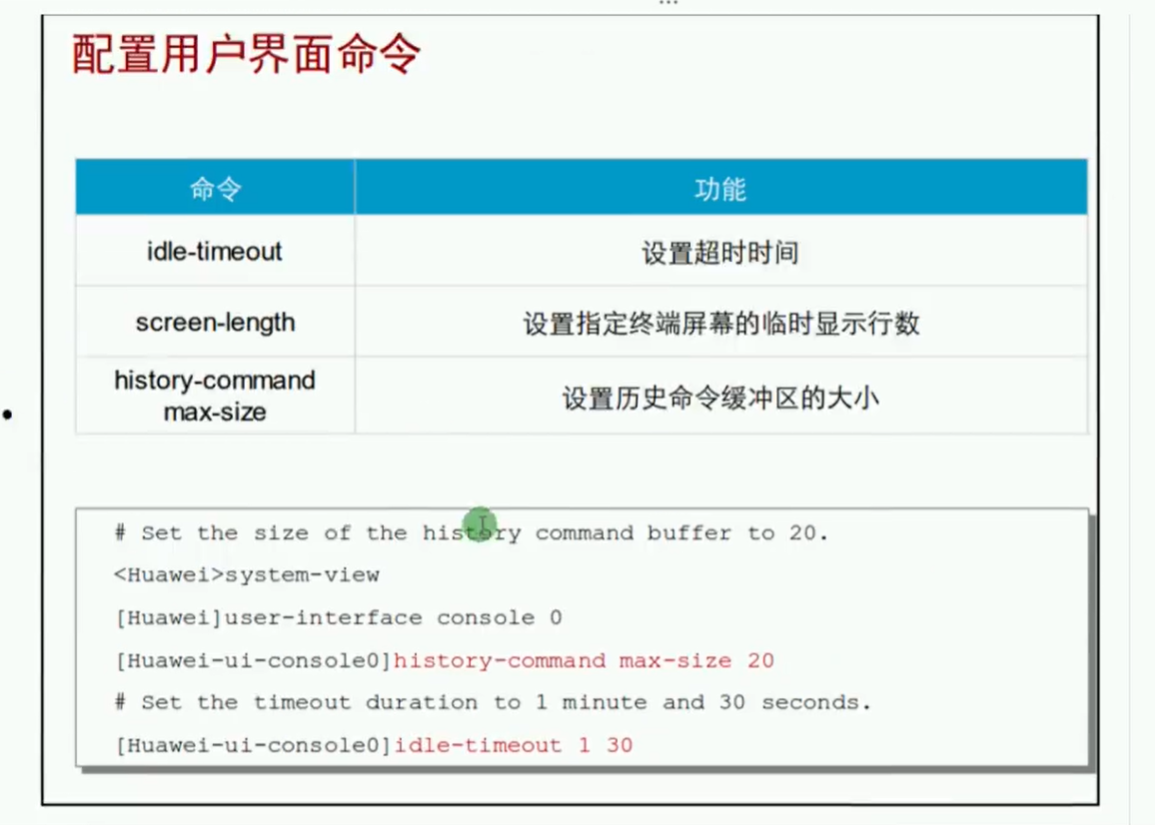 配置用户界面命令
命令 功能
idle-timeout 设置超时时间
screen-length 设置指定终端屏幕的临时显示行数
history-command
max-size 设置历史命令缓冲区的大小
# Set the size of the history command buffer to 20.
<Huawei>system-view
[Huawei]user-interface console 0
[Huawei-ui-console0]history-command max-size 20
# Set the timeout duration to 1 minute and 30 seconds.
[Huawei-ui-console0]idle-timeout 1 30